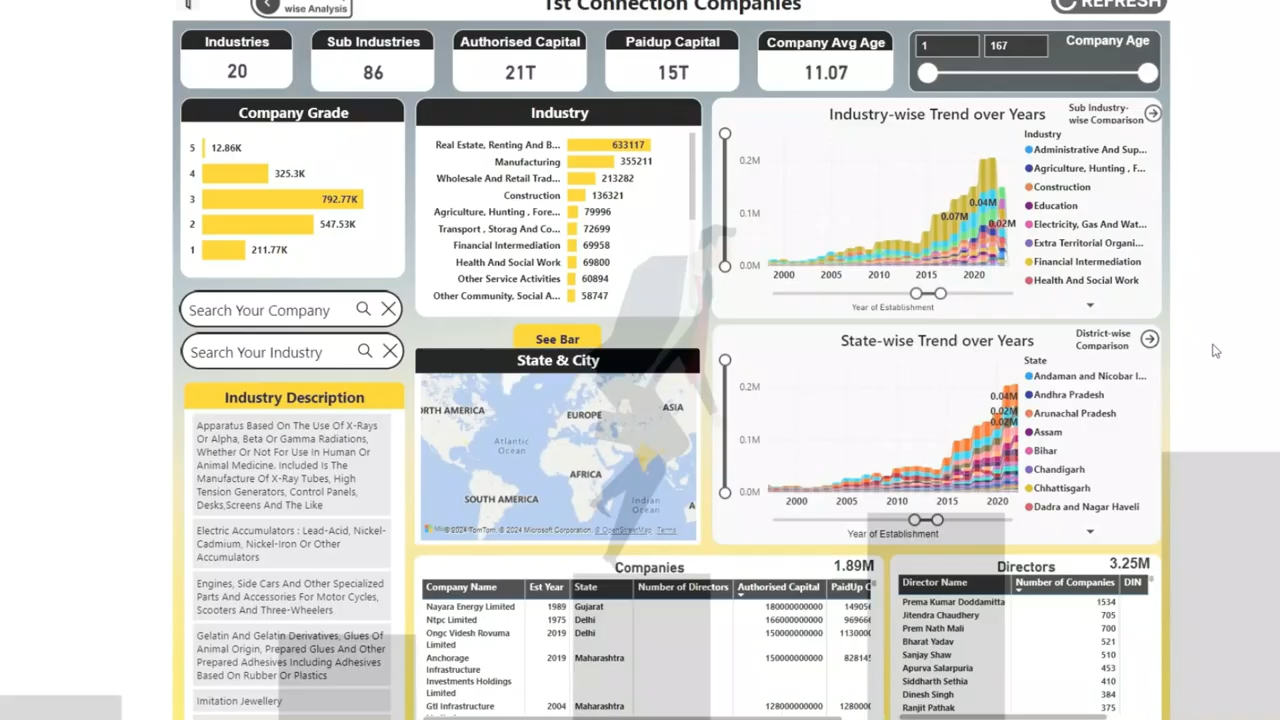 wise Analysis
1st Connection Companies
REFRESH
Industries
20
Sub Industries
86
Authorised Capital
21T
Paidup Capital
15T
Company Avg Age
11.07
1
167
Company Age
Company Grade
5 12.86K
4 325.3K
3 792.77K
2 547.53K
1 211.77K
Search Your Company
Search Your Industry
Industry Description
Apparatus Based On The Use Of X-Rays
Or Alpha, Beta Or Gamma Radiations,
Whether Or Not For Use In Human Or
Animal Medicine. Included Is The
Manufacture Of X-Ray Tubes, High
Tension Generators, Control Panels,
Desks,Screens And The Like
Electric Accumulators : Lead-Acid, Nickel-
Cadmium, Nickel-Iron Or Other
Accumulators
Engines, Side Cars And Other Specialized
Parts And Accessories For Motor Cycles,
Scooters And Three-Wheelers
Gelatin And Gelatin Derivatives, Glues Of
Animal Origin, Prepared Glues And Other
Prepared Adhesives Including Adhesives
Based On Rubber Or Plastics
Imitation Jewellery
Industry
Real Estate, Renting And B... 633117
Manufacturing 355211
Wholesale And Retail Trad... 213282
Construction 136321
Agriculture, Hunting , Fore... 79996
Transport , Storag And Co... 72699
Financial Intermediation 69958
Health And Social Work 69800
Other Service Activities 60894
Other Community, Social A... 58747
See Bar
State & City
ORTH AMERICA
EUROPE
ASIA
Atlantic
Ocean
AFRICA
SOUTH AMERICA
Indian
Ocean
A
©2024 TomTom, © 2024 Microsoft Corporation, © OpenStreetMap Terms
Industry-wise Trend over Years
Sub Industry-
wise Comparison
Industry
Administrative And Sup...
Agriculture, Hunting , F...
Construction
Education
Electricity, Gas And Wat...
Extra Territorial Organi...
Financial Intermediation
Health And Social Work
0.2M
0.1M
0.0M
0.07M
0.04M
0.02M
2000 2005 2010 2015 2020
Year of Establishment
State-wise Trend over Years
District-wise
Comparison
State
Andaman and Nicobar I...
Andhra Pradesh
Arunachal Pradesh
Assam
Bihar
Chandigarh
Chhattisgarh
Dadra and Nagar Haveli
0.2M
0.1M
0.0M
0.04M
0.02M
0.02M
2000 2005 2010 2015 2020
Year of Establishment
Companies 1.89M
Company Name Est Year State Number of Directors Authorised Capital PaidUp C
Nayara Energy Limited 1989 Gujarat 180000000000 149056
Ntpc Limited 1975 Delhi 166000000000 969666
Ongc Videsh Rovuma
Limited 2019 Delhi 150000000000 1130000
Anchorage
Infrastructure
Investments Holdings
Limited 2019 Maharashtra 150000000000 828145
Gtl Infrastructure 2004 Maharashtra 128000000000 128000
Directors 3.25M
Director Name Number of Companies DIN
Prema Kumar Doddamitta 1534
Jitendra Chaudhery 705
Prem Nath Mali 700
Bharat Yadav 521
Sanjay Shaw 510
Apurva Salarpuria 453
Siddharth Sethia 410
Dinesh Singh 384
Ranjit Pathak 375